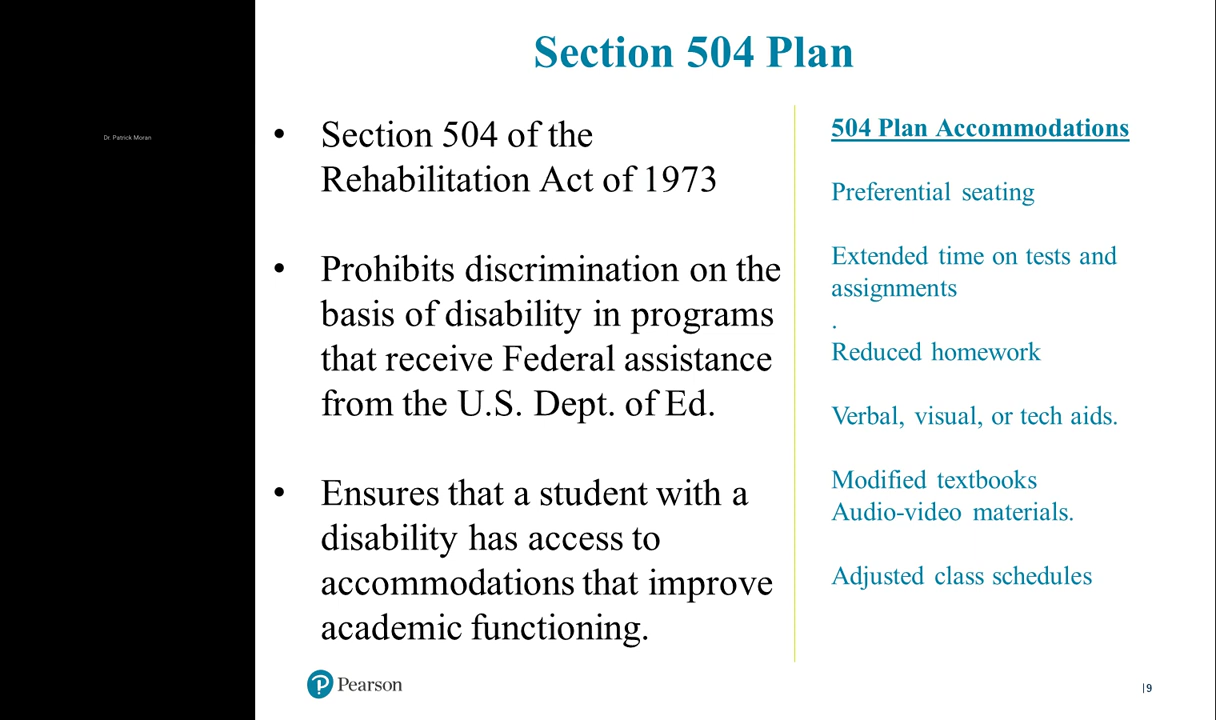 Dr. Patrick Moran
Section 504 Plan
• Section 504 of the
Rehabilitation Act of 1973
• Prohibits discrimination on the
basis of disability in programs
that receive Federal assistance
from the U.S. Dept. of Ed.
• Ensures that a student with a
disability has access to
accommodations that improve
academic functioning.
504 Plan Accommodations
Preferential seating
Extended time on tests and
assignments
.
Reduced homework
Verbal, visual, or tech aids.
Modified textbooks
Audio-video materials.
Adjusted class schedules
Pearson
|9